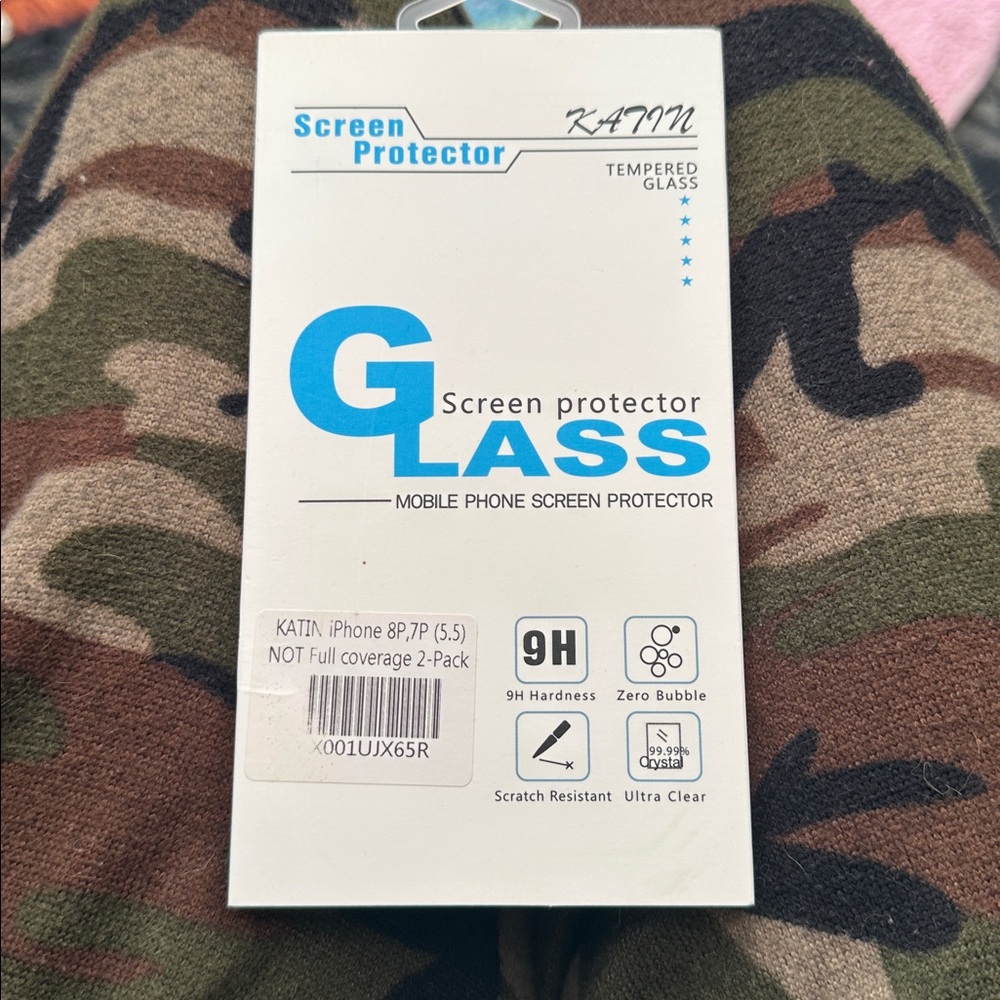 Screen
Protector
KATIN
TEMPERED
GLASS
GLASS
Screen protector
MOBILE PHONE SCREEN PROTECTOR
KATIN iPhone 8P,7P (5.5)
NOT Full coverage 2-Pack
X001UJX65R
9H
9H Hardness
Zero Bubble
99.99%
Crystal
Scratch Resistant
Ultra Clear